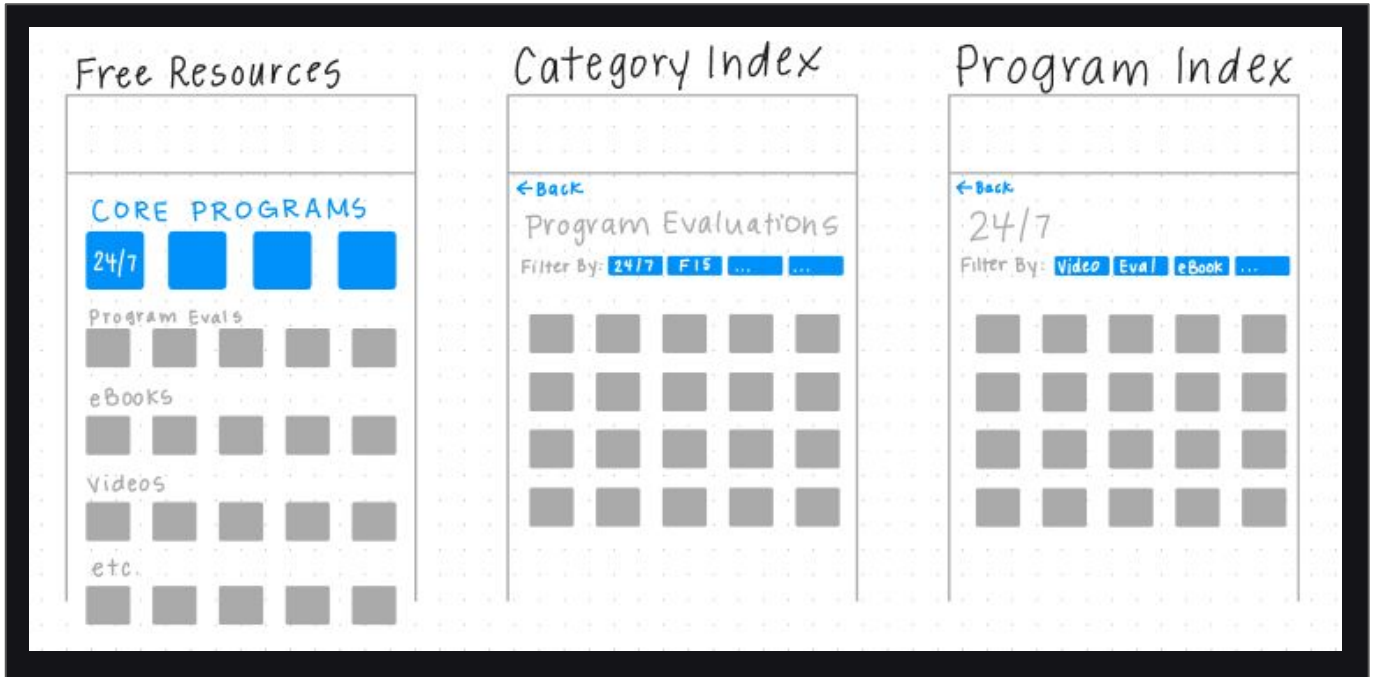 Free Resources
CORE PROGRAMS
24/7
Program Evals
eBooks
Videos
etc.
Category Index
←Back
Program Evaluations
Filter By: 24/7 F15 ... ...
Program Index
←Back
24/7
Filter By: Video Eval eBook ...